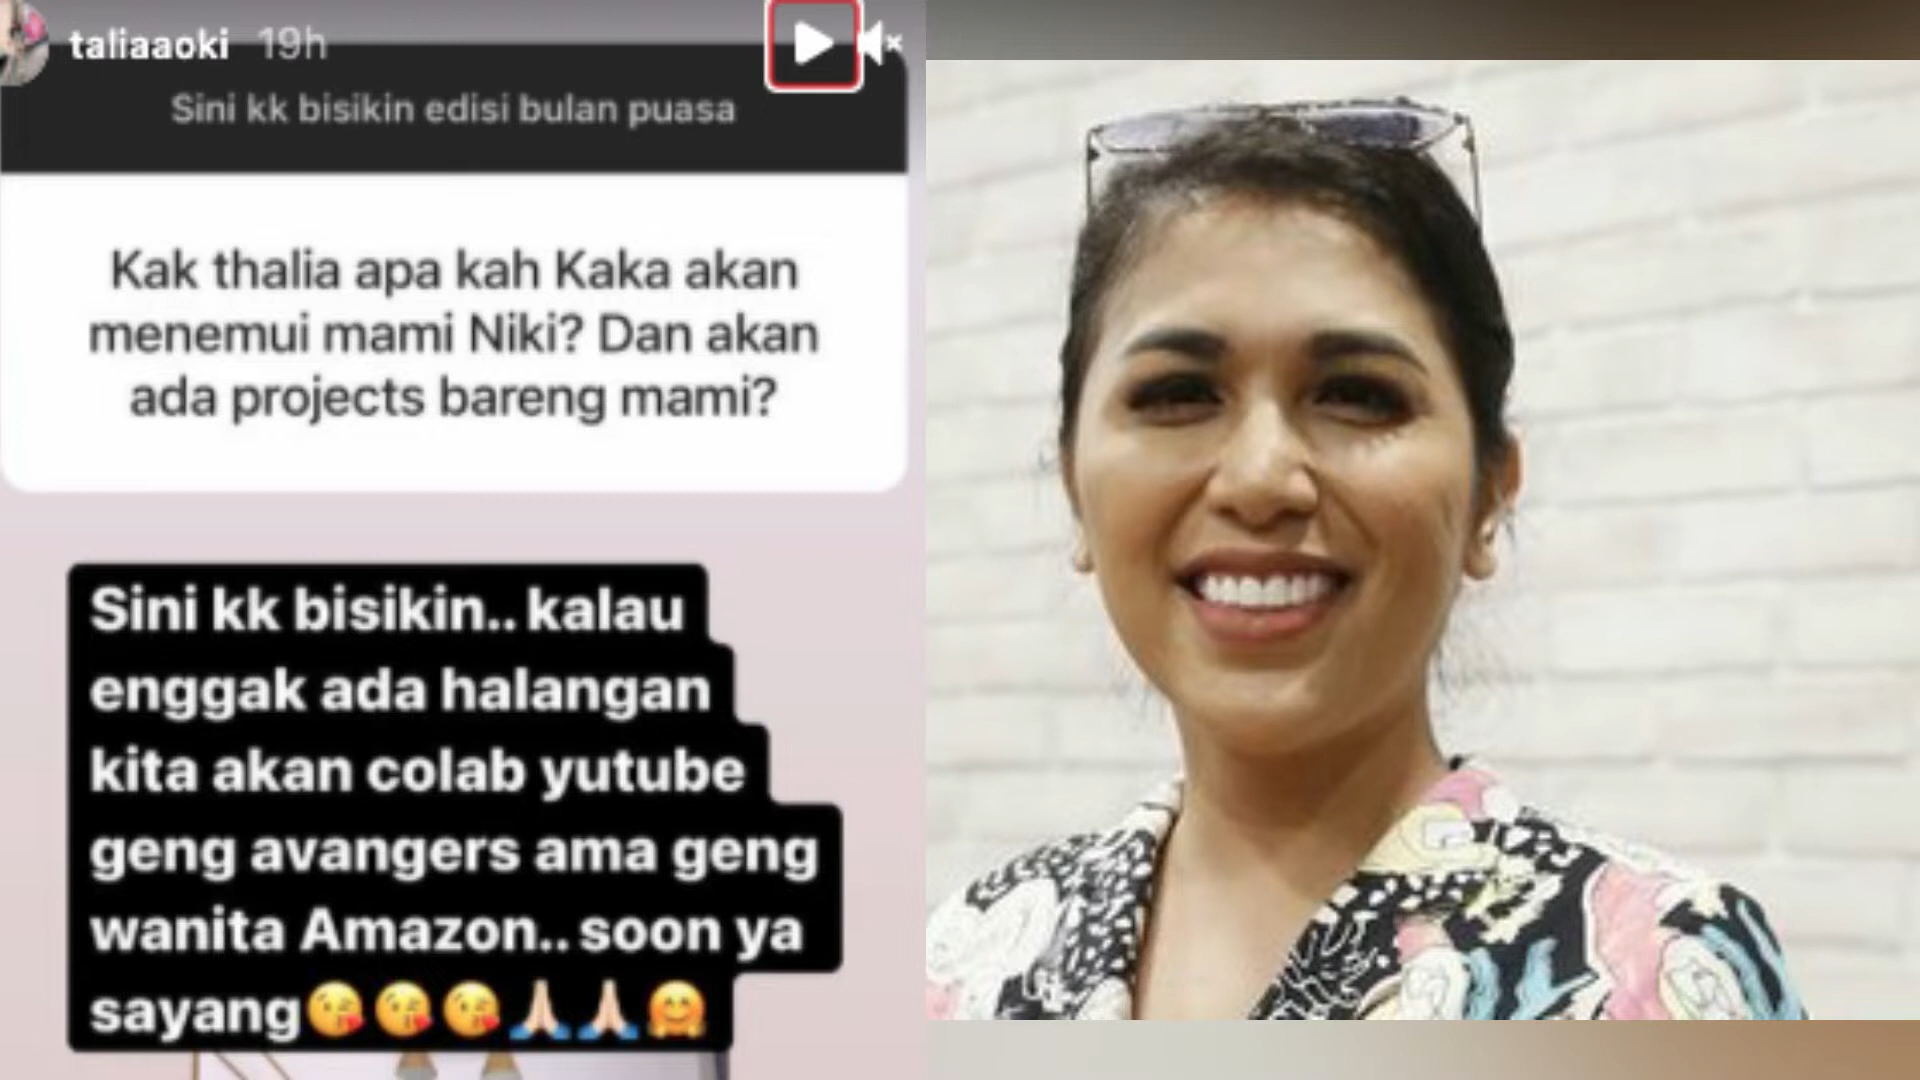 taliaaoki 19h
Sini kk bisikin edisi bulan puasa
Kak thalia apa kah Kaka akan
menemui mami Niki? Dan akan
ada projects bareng mami?
Sini kk bisikin.. kalau
enggak ada halangan
kita akan colab yutube
geng avangers ama geng
wanita Amazon.. soon ya
sayang😘😘😘🙏🏻🙏🏻🤗